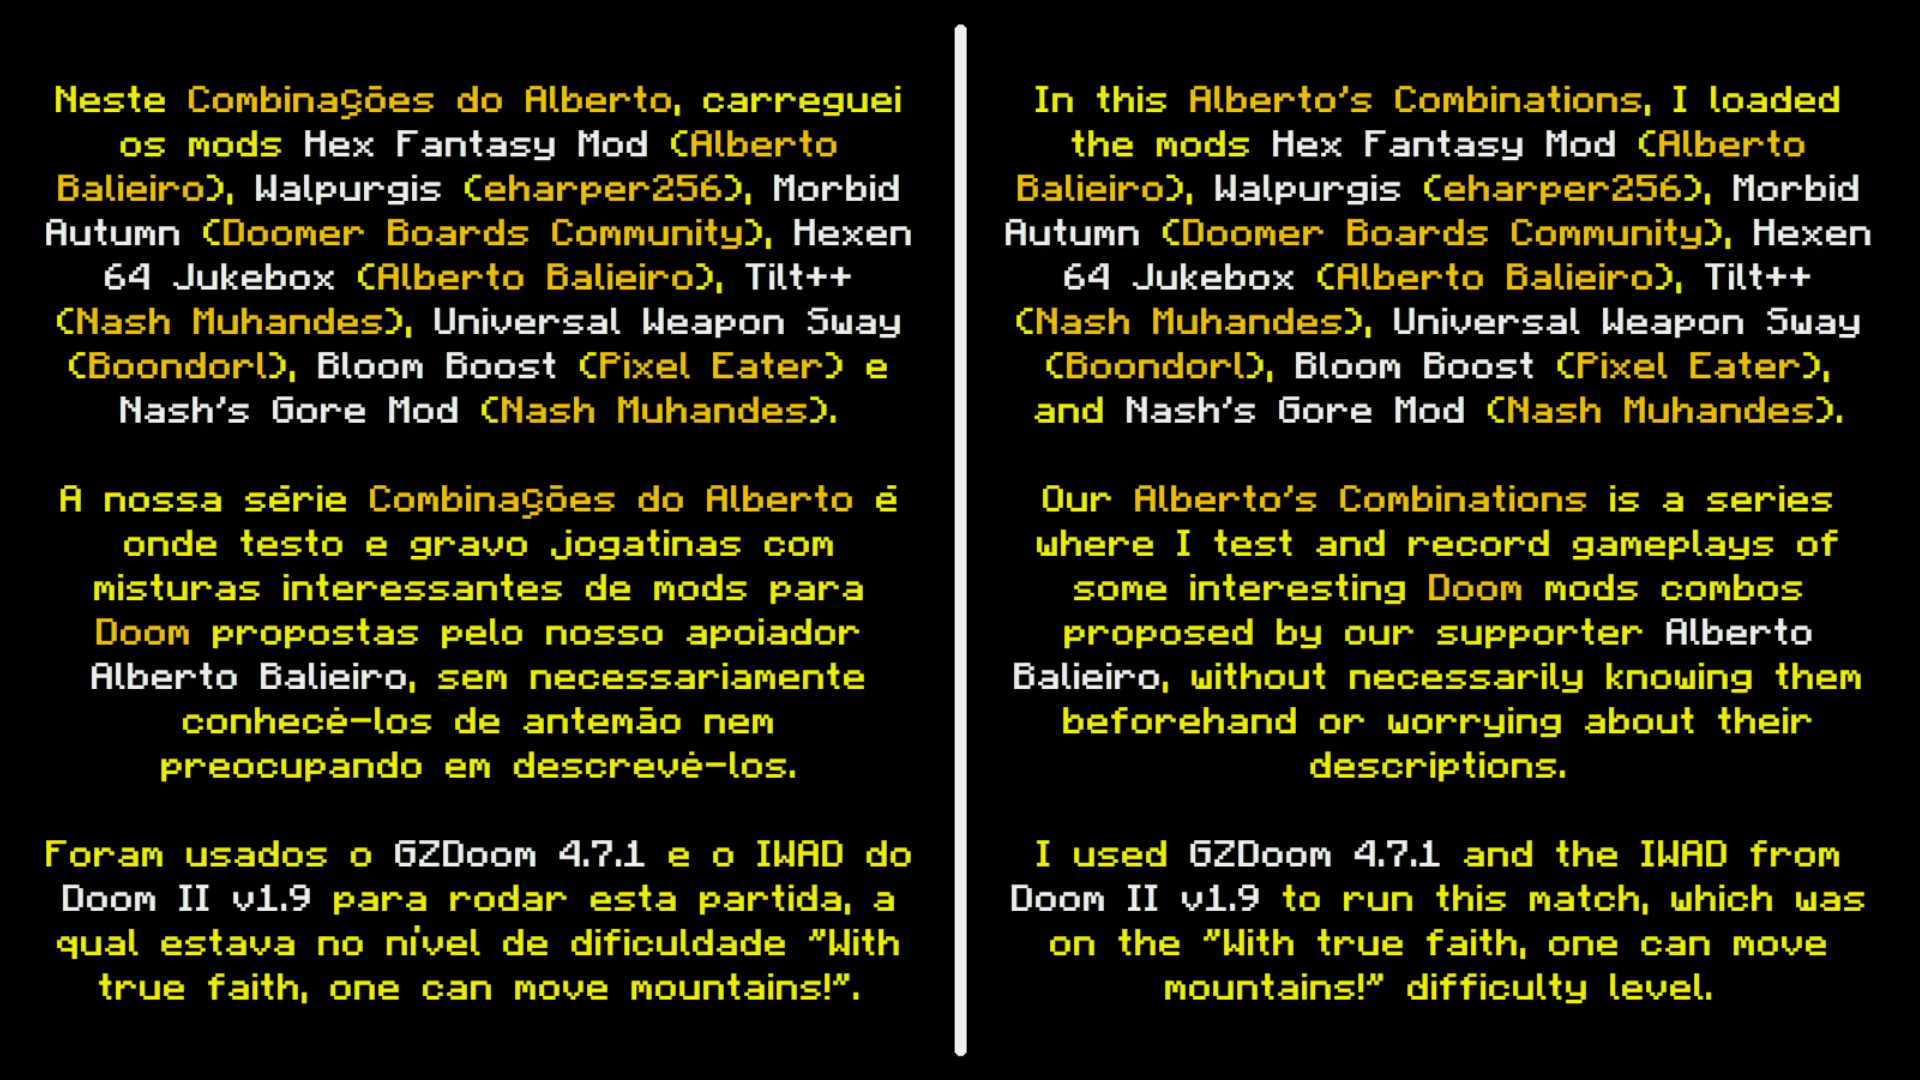 Neste Combinações do Alberto, carreguei
os mods Hex Fantasy Mod (Alberto
Balieiro), Walpurgis (eharper256), Morbid
Autumn (Doomer Boards Community), Hexen
64 Jukebox (Alberto Balieiro), Tilt++
(Nash Muhandes), Universal Weapon Sway
(Boondorl), Bloom Boost (Pixel Eater) e
Nash's Gore Mod (Nash Muhandes).
A nossa série Combinações do Alberto é
onde testo e gravo jogatinas com
misturas interessantes de mods para
Doom propostas pelo nosso apoiador
Alberto Balieiro, sem necessariamente
conhecê-los de antemão nem
preocupando em descrevê-los.
Foram usados o GZDoom 4.7.1 e o IWAD do
Doom II v1.9 para rodar esta partida, a
qual estava no nível de dificuldade "With
true faith, one can move mountains!".
In this Alberto's Combinations, I loaded
the mods Hex Fantasy Mod (Alberto
Balieiro), Walpurgis (eharper256), Morbid
Autumn (Doomer Boards Community), Hexen
64 Jukebox (Alberto Balieiro), Tilt++
(Nash Muhandes), Universal Weapon Sway
(Boondorl), Bloom Boost (Pixel Eater),
and Nash's Gore Mod (Nash Muhandes).
Our Alberto's Combinations is a series
where I test and record gameplays of
some interesting Doom mods combos
proposed by our supporter Alberto
Balieiro, without necessarily knowing them
beforehand or worrying about their
descriptions.
I used GZDoom 4.7.1 and the IWAD from
Doom II v1.9 to run this match, which was
on the "With true faith, one can move
mountains!" difficulty level.